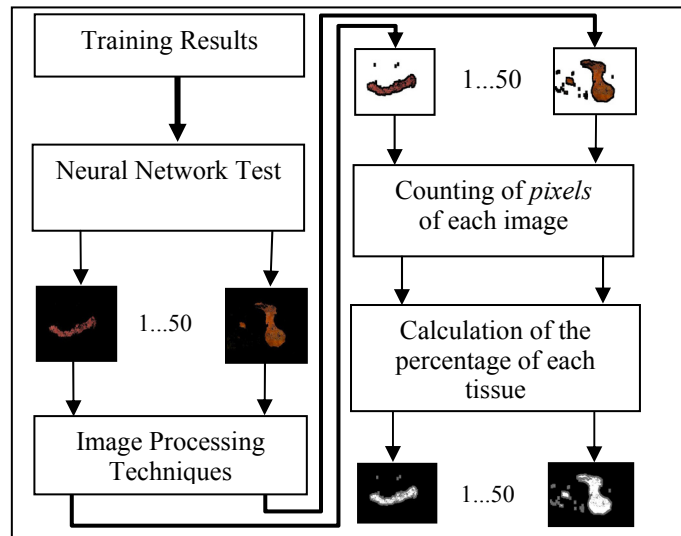 Training Results
Neural Network Test
1...50
Image Processing
Techniques
1...50
Counting of pixels
of each image
Calculation of the
percentage of each
tissue
1...50